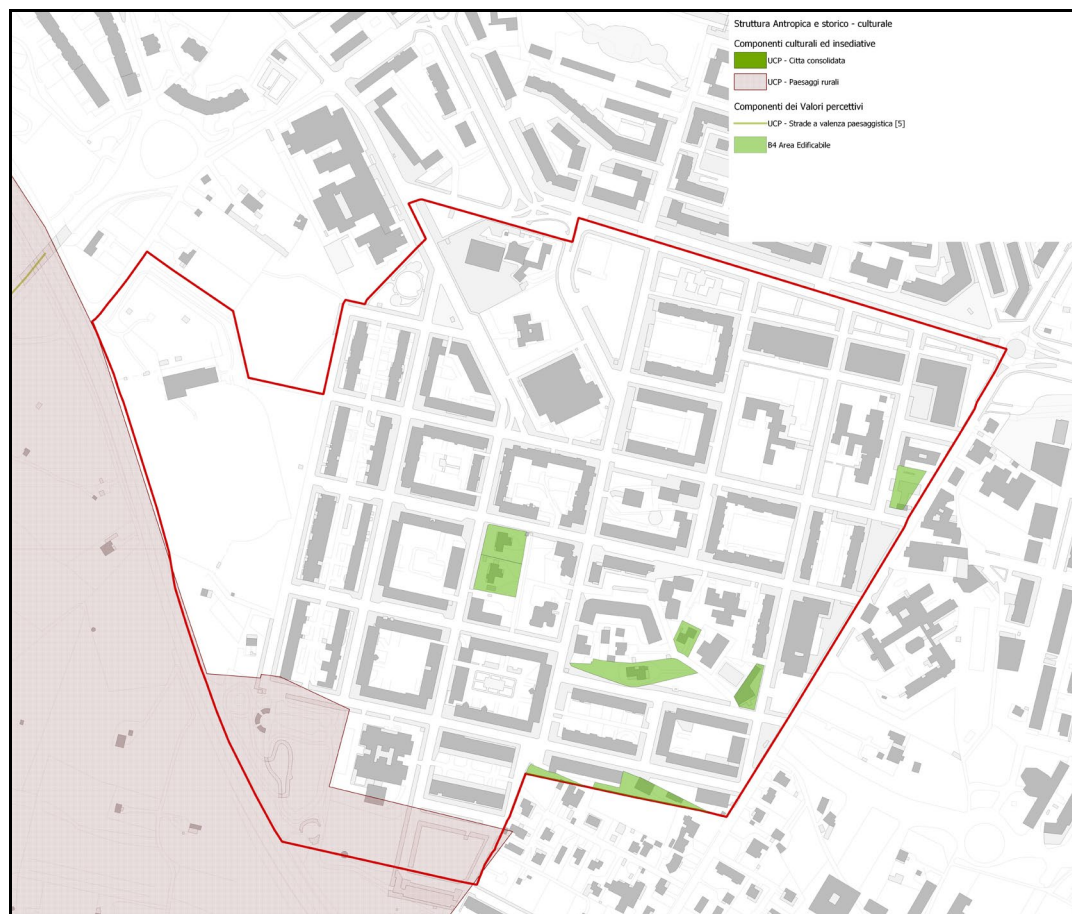 Struttura Antropica e storico - culturale
Componenti culturali ed insediative
UCP - Citta consolidata
UCP - Paesaggi rurali
Componenti dei Valori percettivi
UCP - Strade a valenza paesaggistica [5]
B4 Area Edificabile